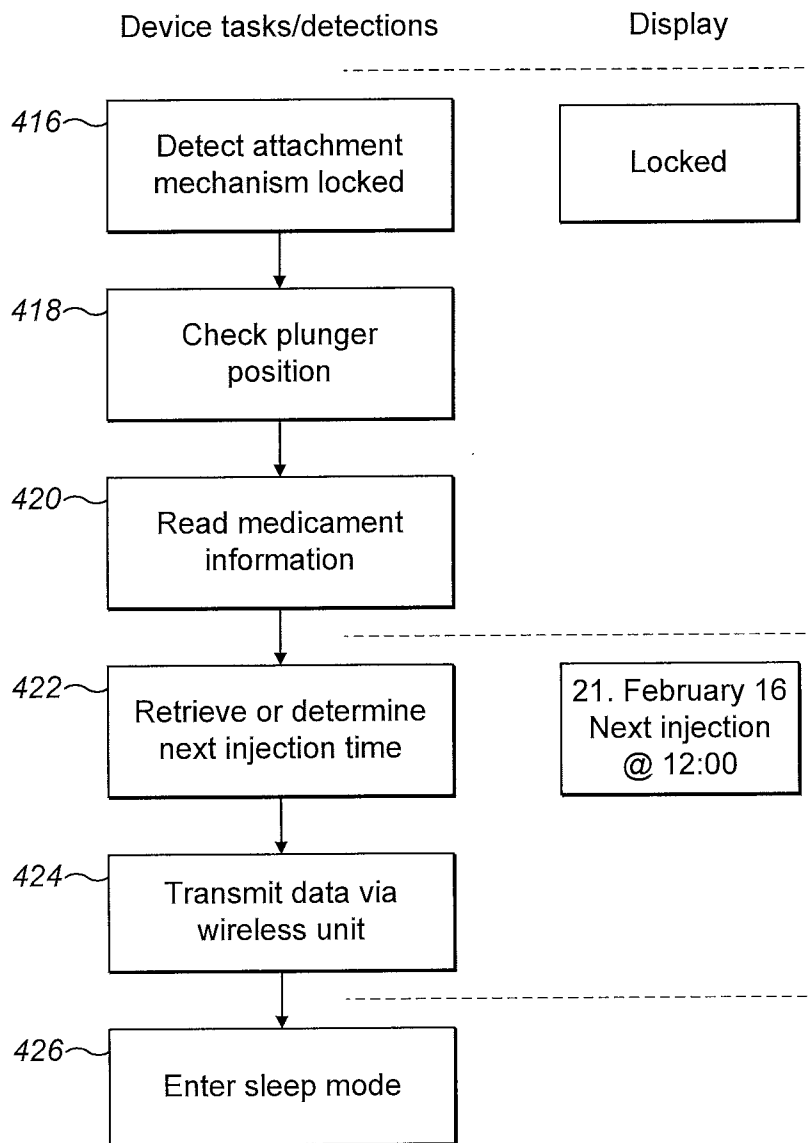 Device tasks/detections
Display
416
Detect attachment
mechanism locked
Locked
418
Check plunger
position
420
Read medicament
information
422
Retrieve or determine
next injection time
21. February 16
Next injection
@ 12:00
424
Transmit data via
wireless unit
426
Enter sleep mode